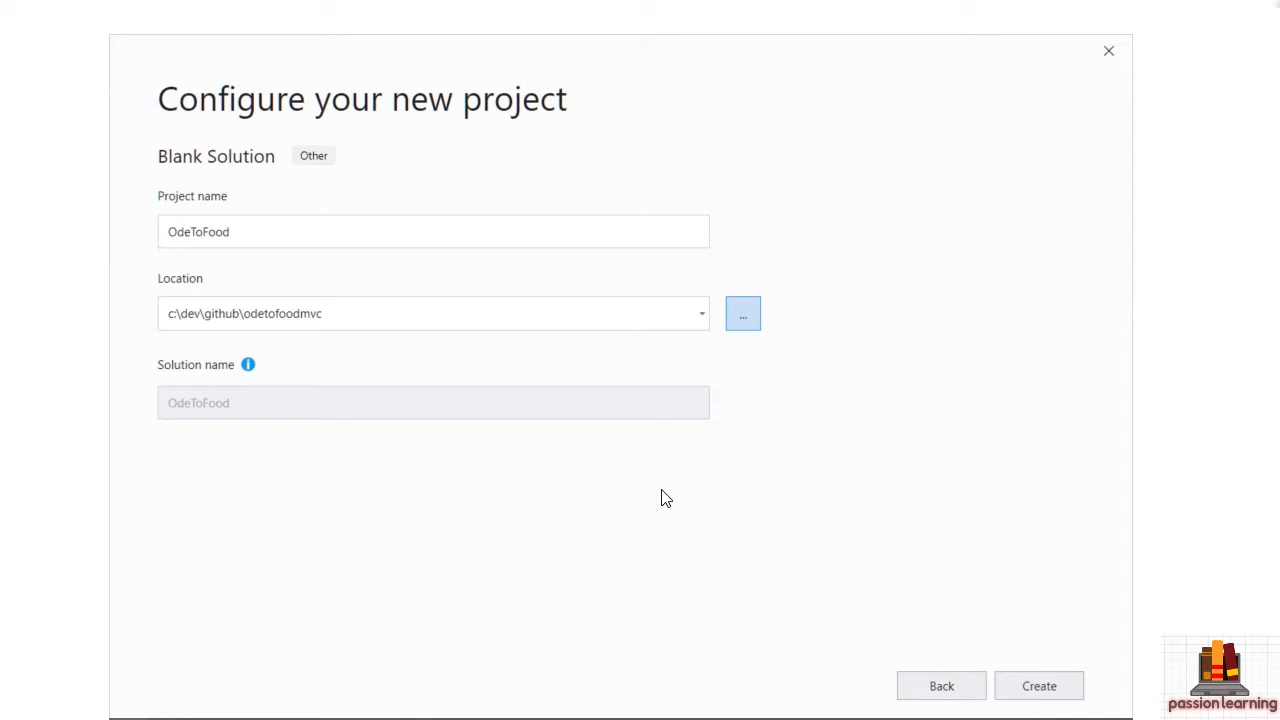 Configure your new project
Blank Solution Other
Project name
OdeToFood
Location
c:\dev\github\odetofoodmvc
...
Solution name
OdeToFood
Back Create
passion learning